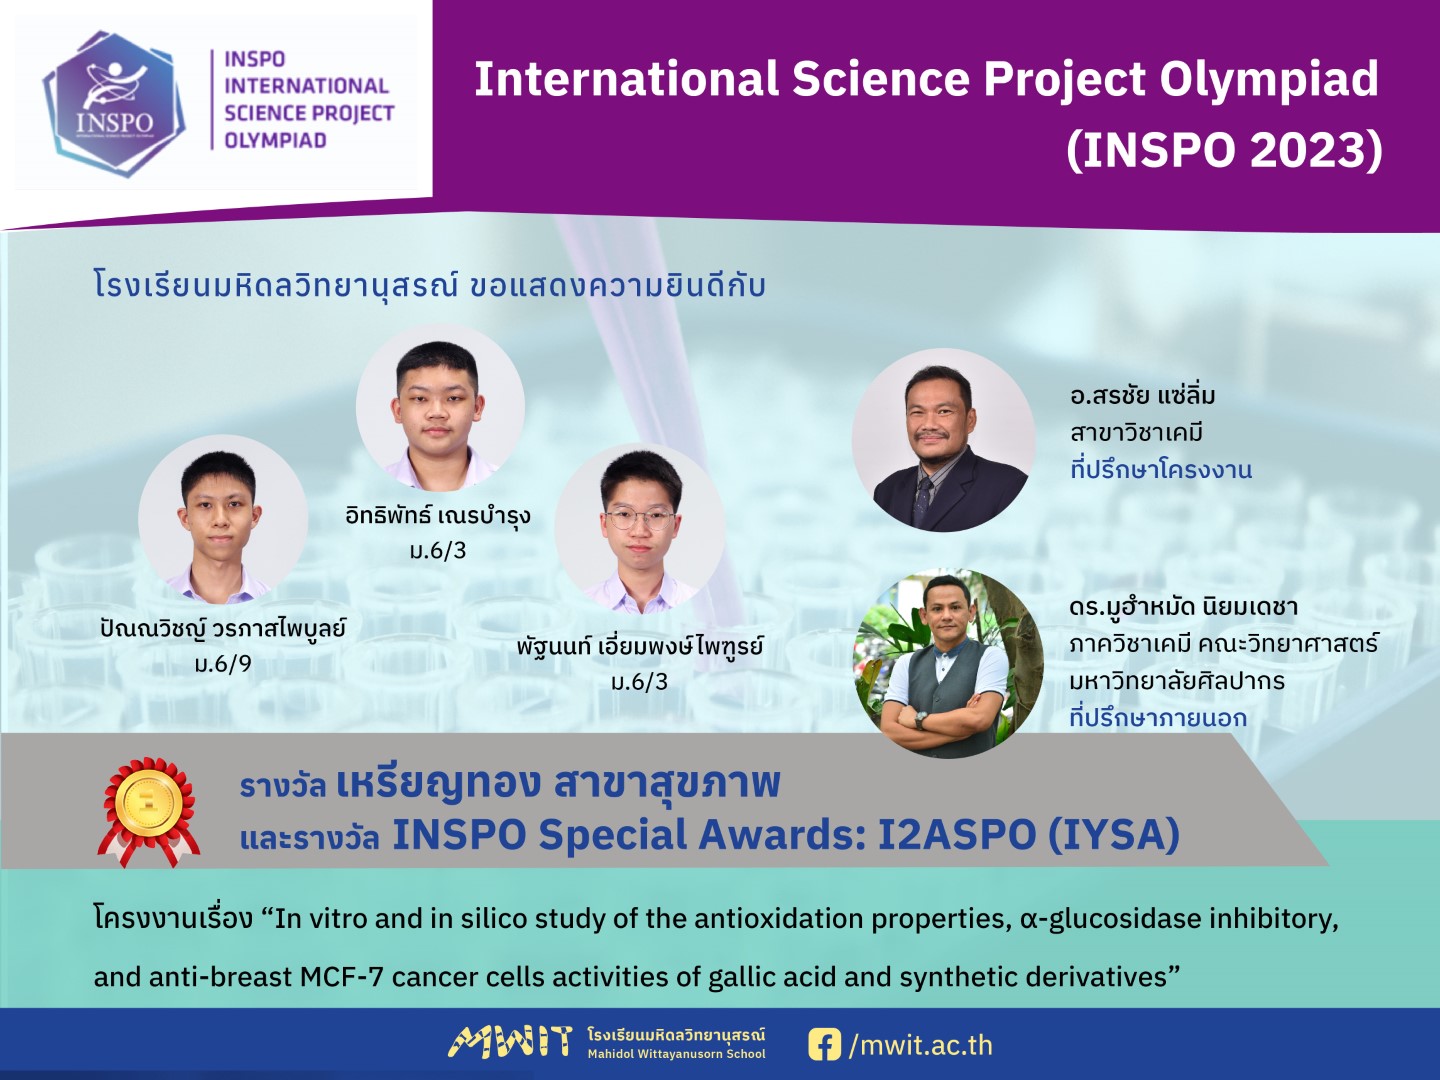 INSPO
INTERNATIONAL
SCIENCE PROJECT
OLYMPIAD
INSPO
INTERNATIONAL SCIENCE PROJECT OLYMPIAD
International Science Project Olympiad
(INSPO 2023)
โรงเรียนมหิดลวิทยานุสรณ์ ขอแสดงความยินดีกับ
อิทธิพัทธ์ เณรบำรุง
ม.6/3
ปัณณวิชญ์ วรภาสไพบูลย์
ม.6/9
พัฐนนท์ เอี่ยมพงษ์ไพฑูรย์
ม.6/3
อ.สรชัย แซ่ลิ่ม
สาขาวิชาเคมี
ที่ปรึกษาโครงงาน
ดร.มูฮำหมัด นิยมเดชา
ภาควิชาเคมี คณะวิทยาศาสตร์
มหาวิทยาลัยศิลปากร
ที่ปรึกษาภายนอก
รางวัล เหรียญทอง สาขาสุขภาพ
และรางวัล INSPO Special Awards: I2ASPO (IYSA)
โครงงานเรื่อง “In vitro and in silico study of the antioxidation properties, α-glucosidase inhibitory,
and anti-breast MCF-7 cancer cells activities of gallic acid and synthetic derivatives”
MWIT
โรงเรียนมหิดลวิทยานุสรณ์
Mahidol Wittayanusorn School
/mwit.ac.th